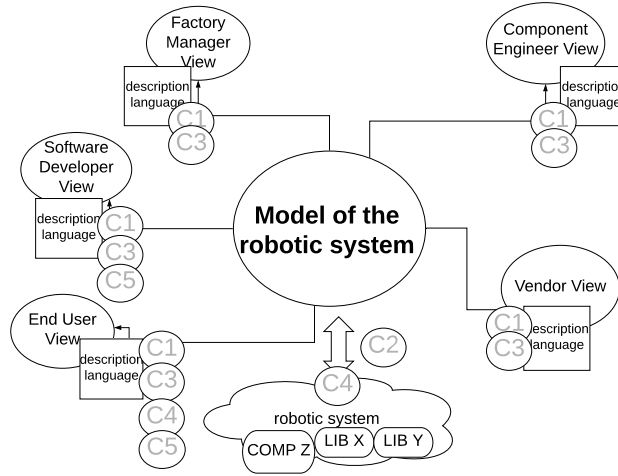 Factory
Manager
View
description
language
C1
C3
Component
Engineer View
description
language
C1
C3
Software
Developer
View
description
language
C1
C3
C5
Model of the
robotic system
Vendor View
description
language
C1
C3
End User
View
description
language
C1
C3
C4
C5
C2
C4
robotic system
COMP Z
LIB X
LIB Y